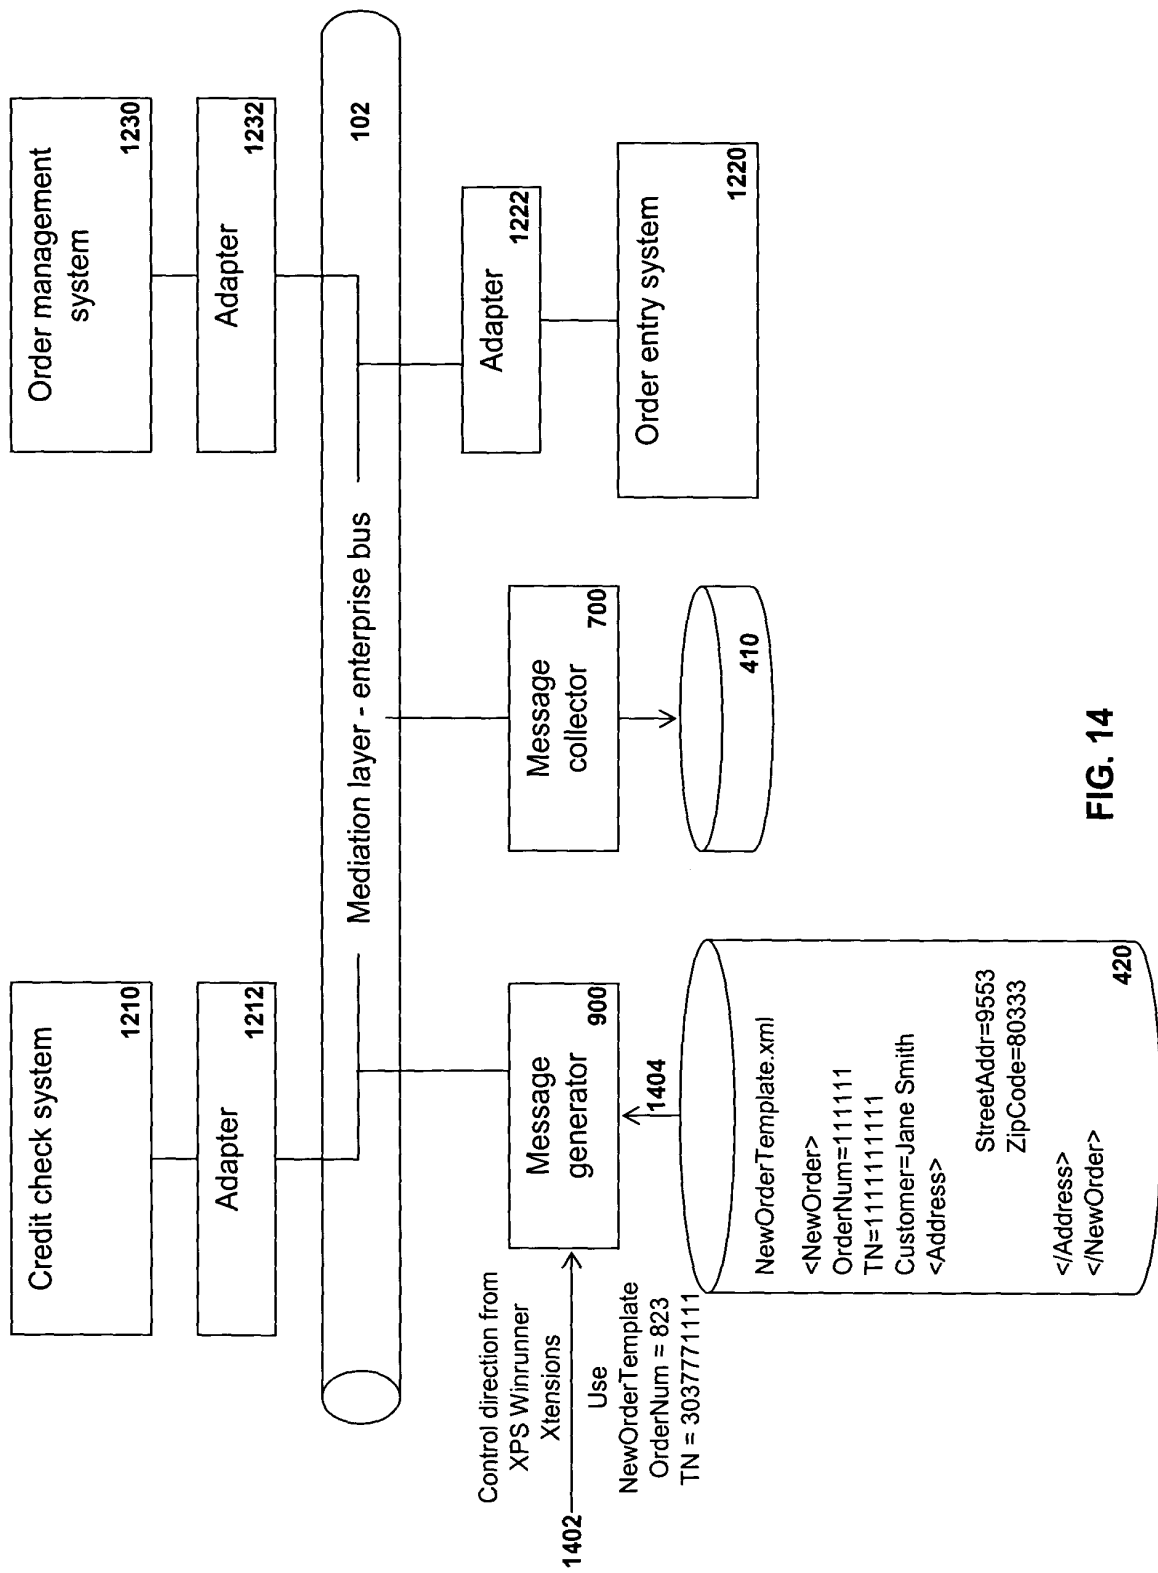 Credit check system
1210
Adapter
1212
Order management
system
1230
Adapter
1232
Mediation layer - enterprise bus
102
Control direction from
XPS Winrunner
Xtensions
1402
Use
NewOrderTemplate
OrderNum = 823
TN = 3037771111
Message
generator
900
1404
NewOrderTemplate.xml
<NewOrder>
OrderNum=111111
TN=1111111111
Customer=Jane Smith
<Address>
StreetAddr=9553
ZipCode=80333
</Address>
</NewOrder>
420
Message
collector
700
410
Adapter
1222
Order entry system
1220
FIG. 14